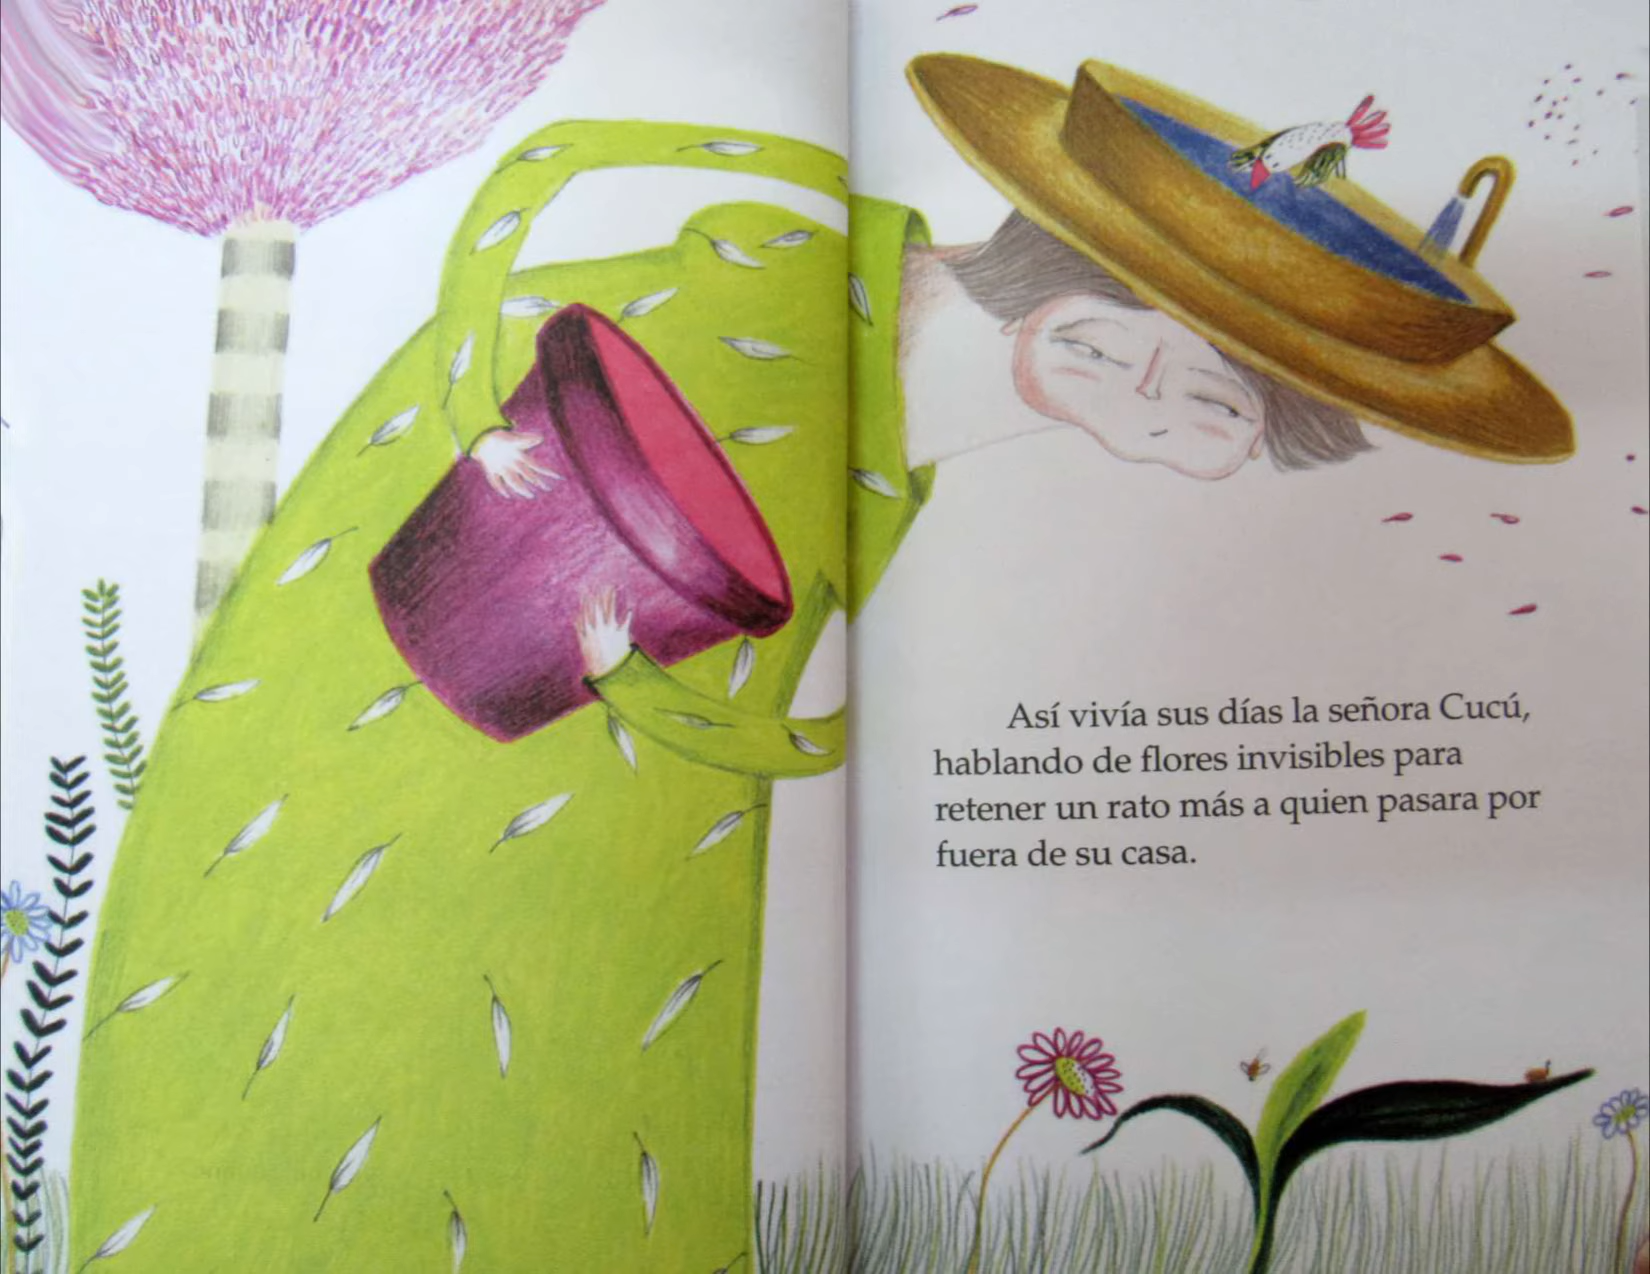 Así vivía sus días la señora Cucú,
hablando de flores invisibles para
retener un rato más a quien pasara por
fuera de su casa.